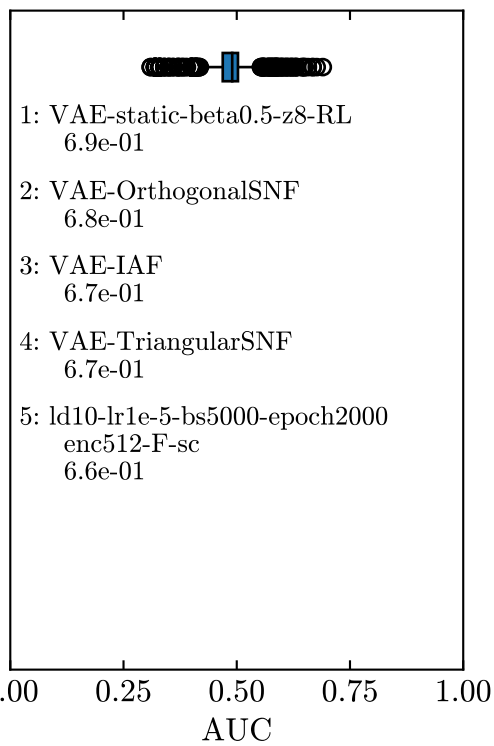 1: VAE-static-beta0.5-z8-RL
6.9e-01
2: VAE-OrthogonalSNF
6.8e-01
3: VAE-IAF
6.7e-01
4: VAE-TriangularSNF
6.7e-01
5: ld10-lr1e-5-bs5000-epoch2000
enc512-F-sc
6.6e-01
.00 0.25 0.50 0.75 1.00
AUC